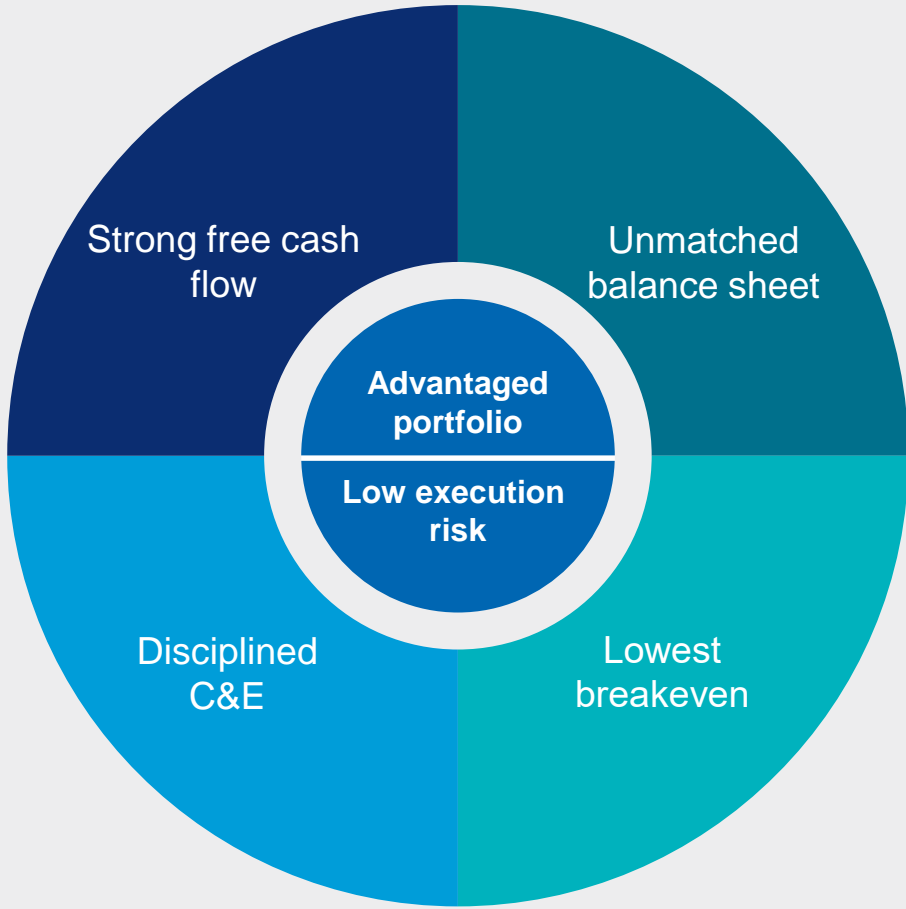 Strong free cash
flow
Unmatched
balance sheet
Advantaged
portfolio
Low execution
risk
Disciplined
C&E
Lowest
breakeven